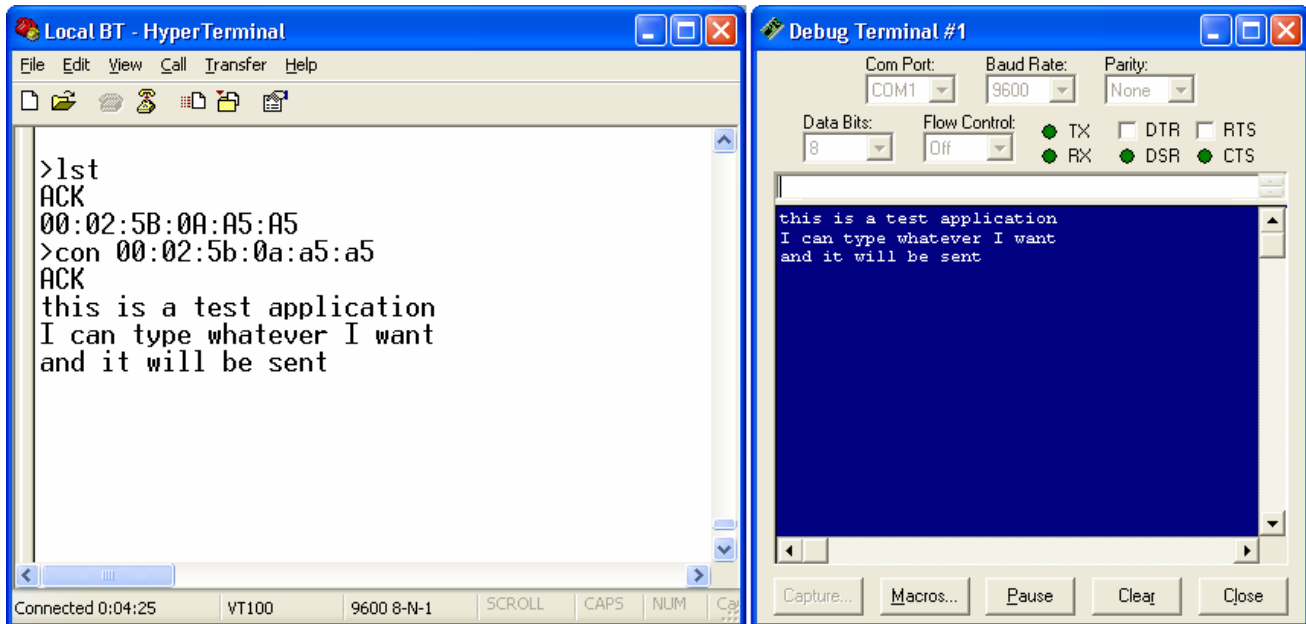 Local BT - HyperTerminal
File Edit View Call Transfer Help
>lst
ACK
00:02:5B:0A:A5:A5
>con 00:02:5b:0a:a5:a5
ACK
this is a test application
I can type whatever I want
and it will be sent
Connected 0:04:25 VT100 9600 8-N-1 SCROLL CAPS NUM
Debug Terminal #1
Com Port: Baud Rate: Parity:
COM1 9600 None
Data Bits: Flow Control: TX DTR RTS
8 Off RX DSR CTS
this is a test application
I can type whatever I want
and it will be sent
Capture... Macros... Pause Clear Close